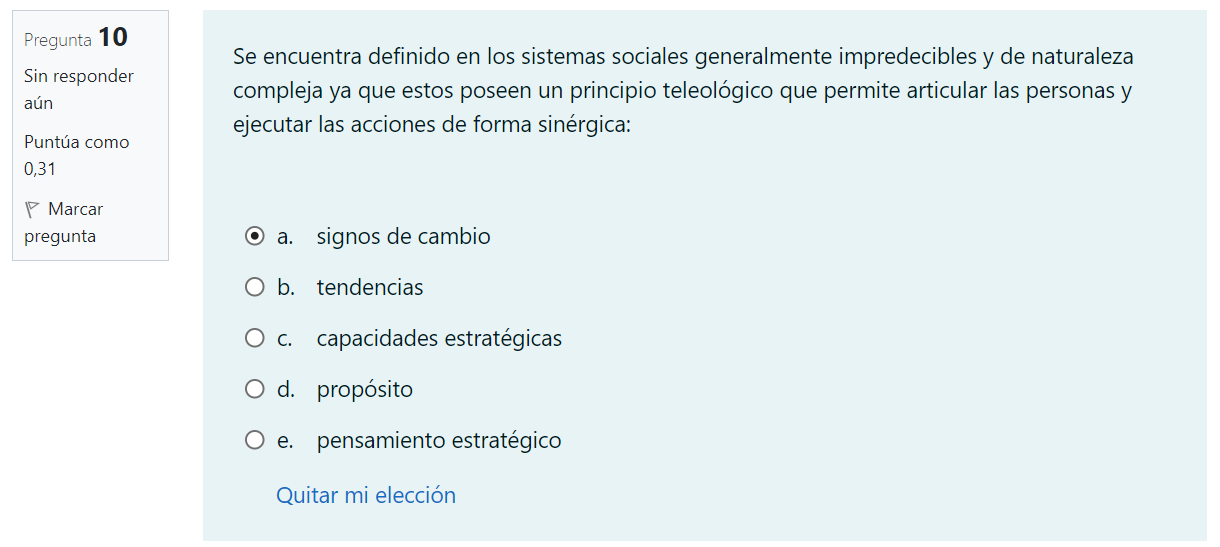 Pregunta 10
Sin responder
aún
Puntúa como
0,31
Marcar
pregunta
Se encuentra definido en los sistemas sociales generalmente impredecibles y de naturaleza
compleja ya que estos poseen un principio teleológico que permite articular las personas y
ejecutar las acciones de forma sinérgica:
a. signos de cambio
b. tendencias
c. capacidades estratégicas
d. propósito
e. pensamiento estratégico
Quitar mi elección